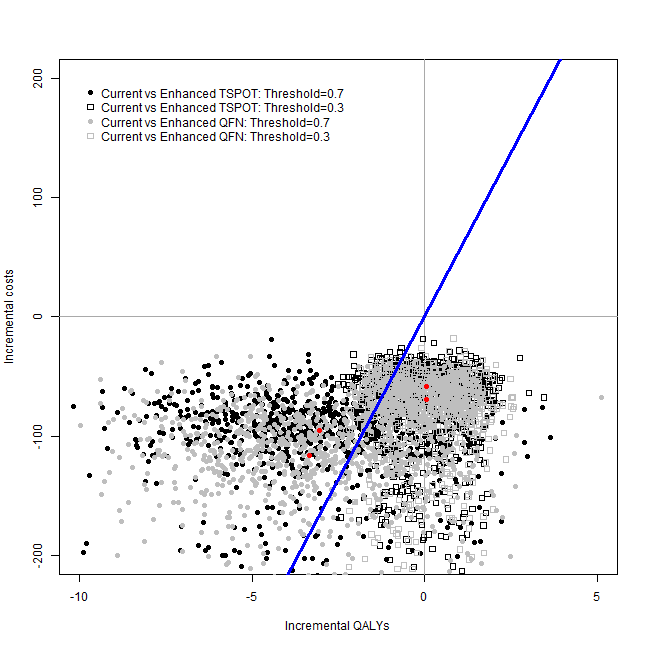 Current vs Enhanced TSPOT: Threshold=0.7
Current vs Enhanced TSPOT: Threshold=0.3
Current vs Enhanced QFN: Threshold=0.7
Current vs Enhanced QFN: Threshold=0.3
Incremental costs
200
100
0
-100
-200
-10
-5
0
5
Incremental QALYs